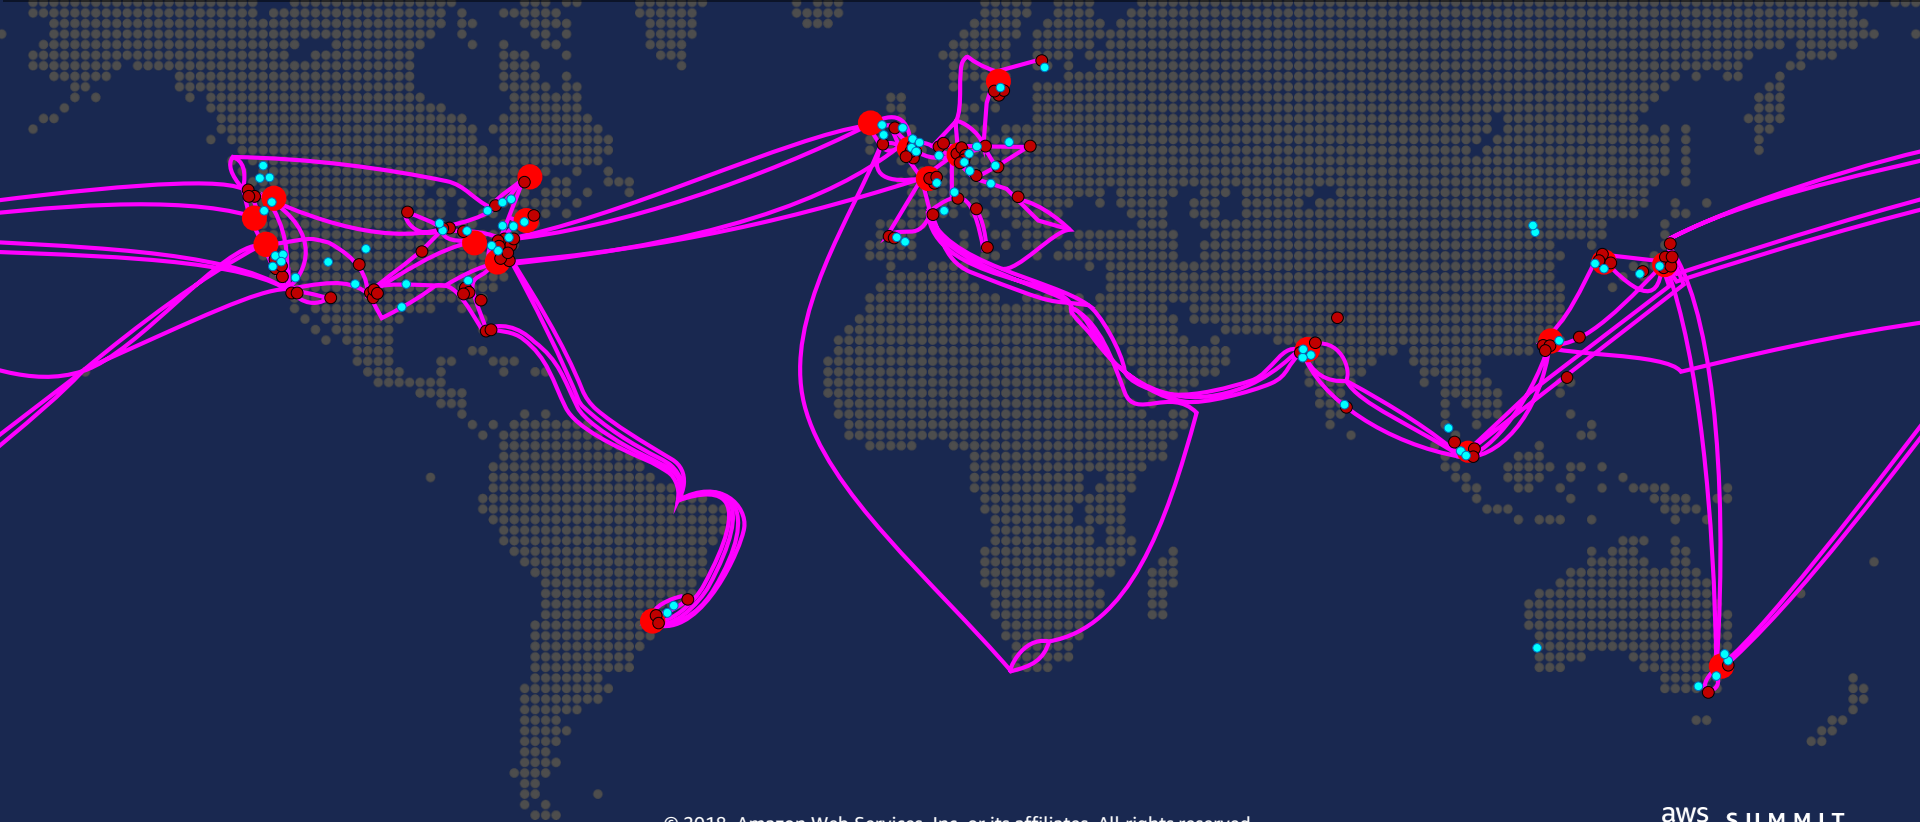 © 2018, Amazon Web Services, Inc. or its affiliates. All rights reserved.
aws SUMMIT